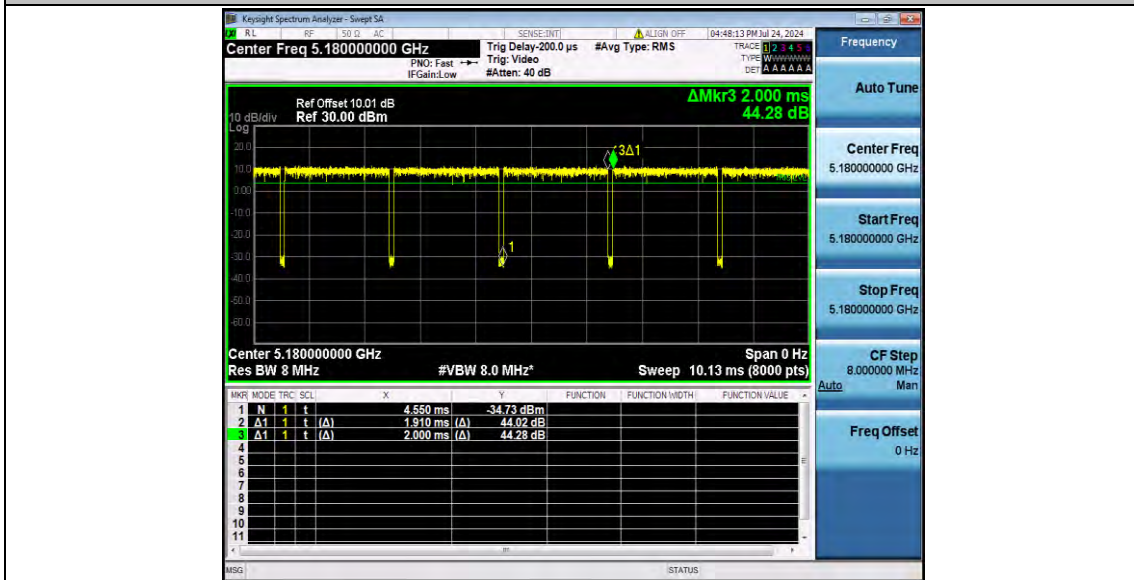 Keysight Spectrum Analyzer - Swept SA
RL RF 50 Ω AC SENSE:INT ALIGN OFF 04:48:13 PM Jul 24, 2024
Center Freq 5.180000000 GHz
PNO: Fast
IFGain:Low
Trig Delay-200.0 µs
Trig: Video
#Atten: 40 dB
#Avg Type: RMS
TRACE 1 2 3 4 5 6
TYPE W
DET A A A A A A
Frequency
ΔMkr3 2.000 ms
44.28 dB
Ref Offset 10.01 dB
10 dB/div Ref 30.00 dBm
Log
20.0
10.0
0.00
-10.0
-20.0
-30.0
-40.0
-50.0
-60.0
3Δ1
1
Center 5.180000000 GHz Span 0 Hz
Res BW 8 MHz #VBW 8.0 MHz* Sweep 10.13 ms (8000 pts)
MKR MODE TRC SCL X Y FUNCTION FUNCTION WIDTH FUNCTION VALUE
1 N 1 t 4.550 ms -34.73 dBm
2 Δ1 1 t (Δ) 1.910 ms (Δ) 44.02 dB
3 Δ1 1 t (Δ) 2.000 ms (Δ) 44.28 dB
4
5
6
7
8
9
10
11
MSG STATUS
Auto Tune
Center Freq
5.180000000 GHz
Start Freq
5.180000000 GHz
Stop Freq
5.180000000 GHz
CF Step
8.000000 MHz
Auto Man
Freq Offset
0 Hz